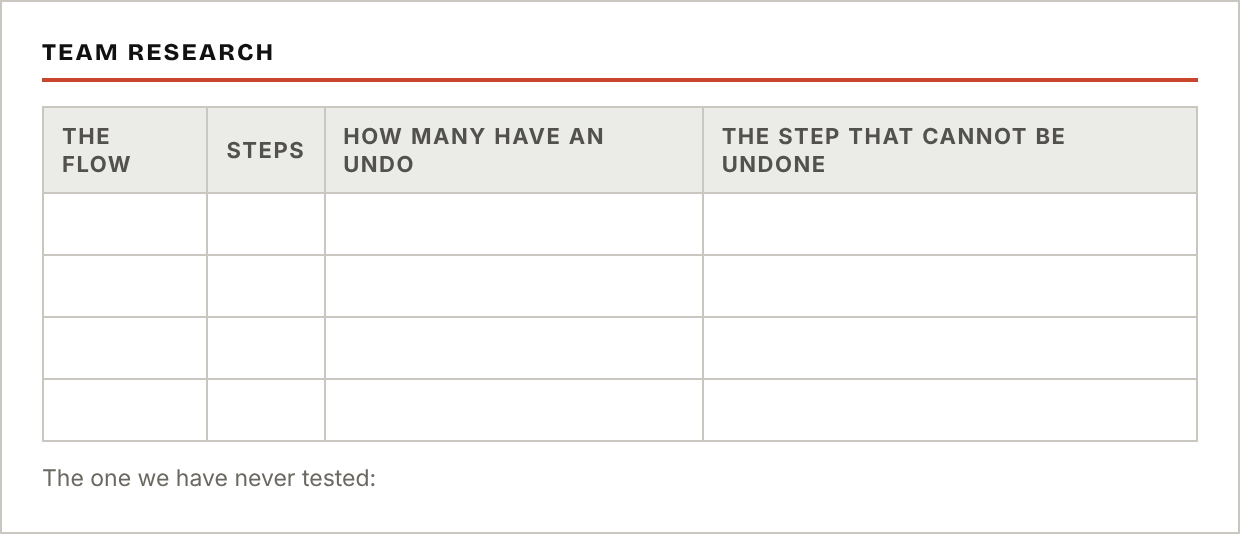 TEAM RESEARCH
THE
FLOW
STEPS
HOW MANY HAVE AN
UNDO
THE STEP THAT CANNOT BE
UNDONE
The one we have never tested: